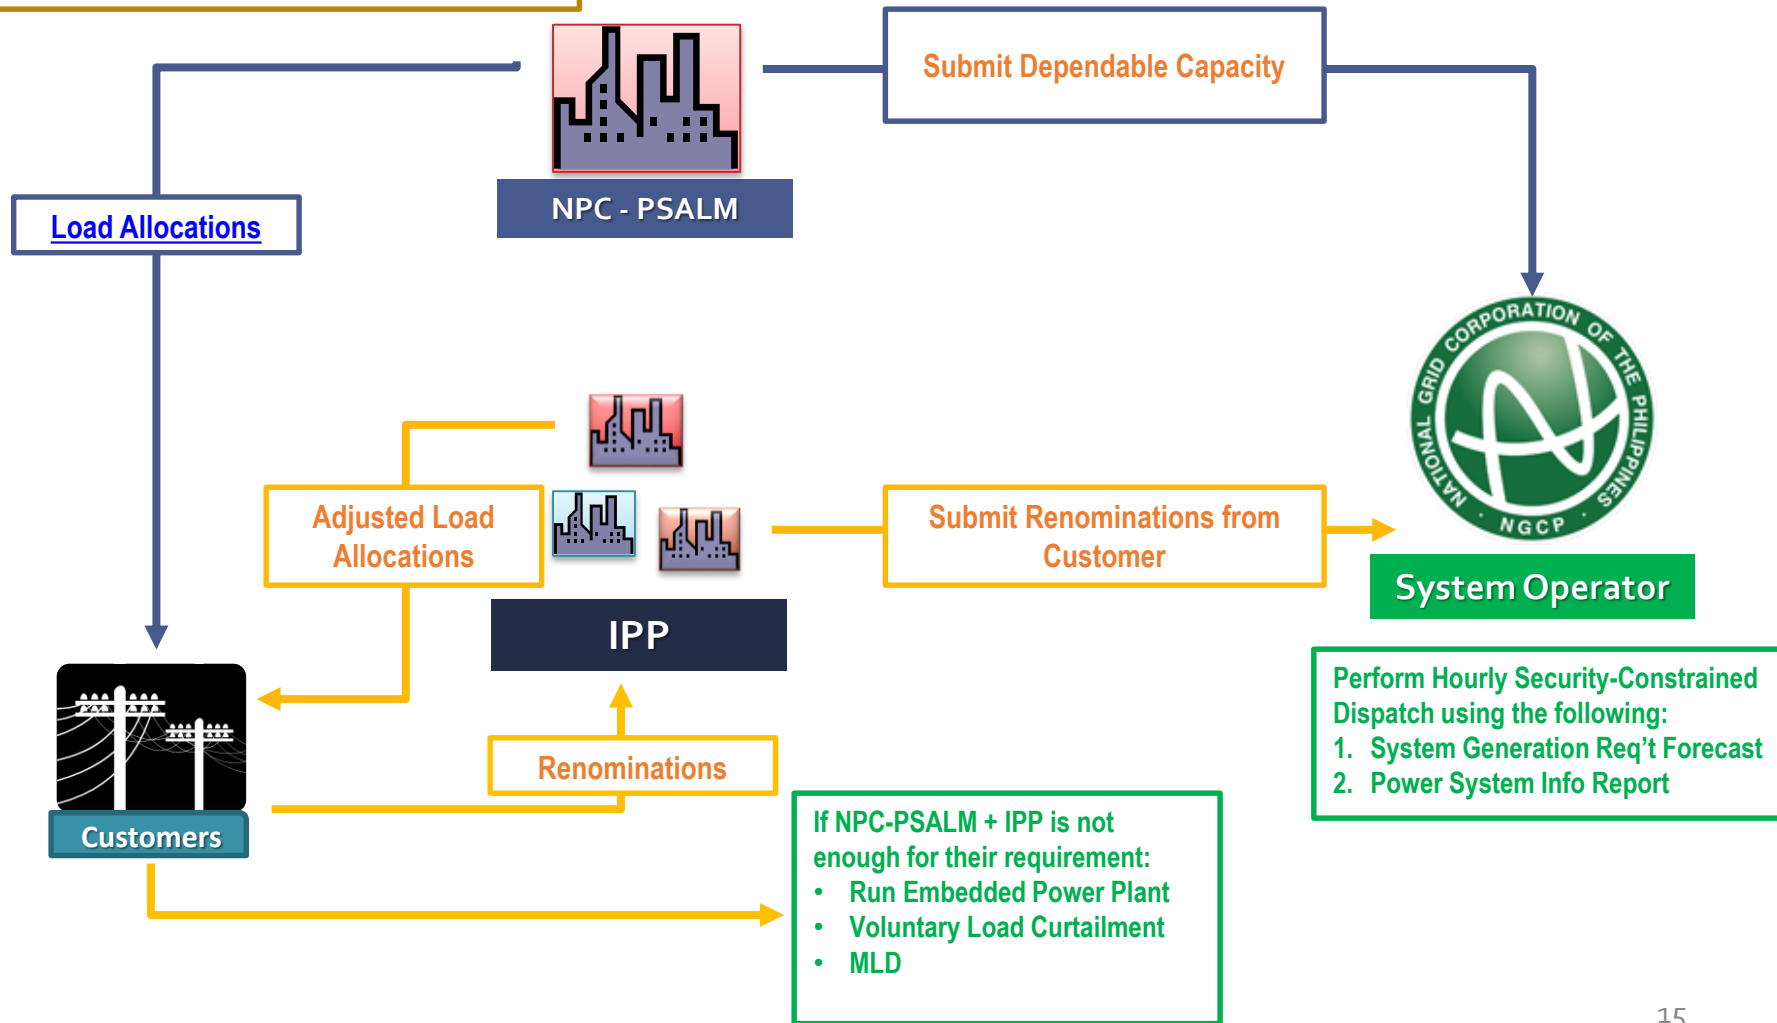 Submit Dependable Capacity
NPC - PSALM
Load Allocations
NATIONAL GRID CORPORATION OF THE PHILIPPINES
· NGCP ·
Adjusted Load
Allocations
Submit Renominations from
Customer
System Operator
IPP
Perform Hourly Security-Constrained
Dispatch using the following:
1. System Generation Req’t Forecast
2. Power System Info Report
Renominations
Customers
If NPC-PSALM + IPP is not
enough for their requirement:
• Run Embedded Power Plant
• Voluntary Load Curtailment
• MLD
15